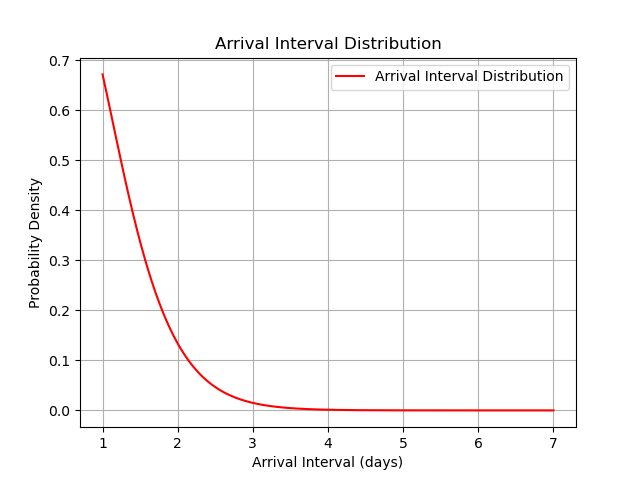 Arrival Interval Distribution
Arrival Interval Distribution
Probability Density
0.7
0.6
0.5
0.4
0.3
0.2
0.1
0.0
1 2 3 4 5 6 7
Arrival Interval (days)